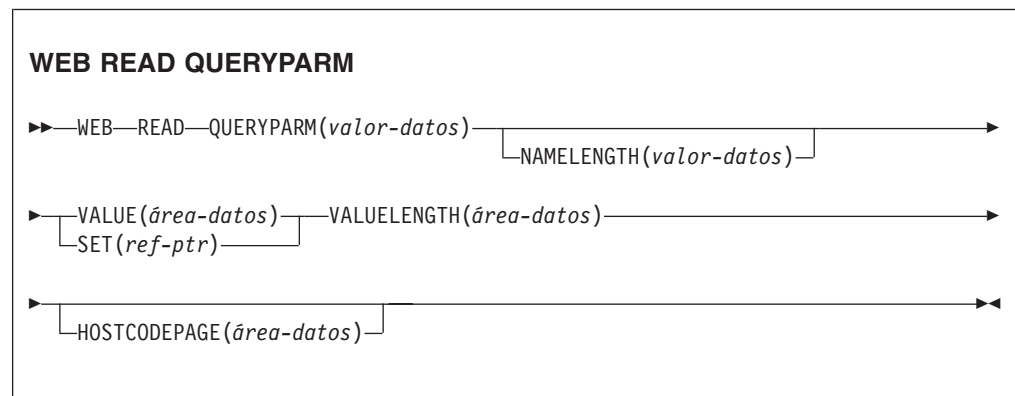 WEB READ QUERYPARM
WEB READ QUERYPARM(valor-datos)
NAMELENGTH(valor-datos)
VALUE(área-datos) VALUELENGTH(área-datos)
SET(ref-ptr)
HOSTCODEPAGE(área-datos)